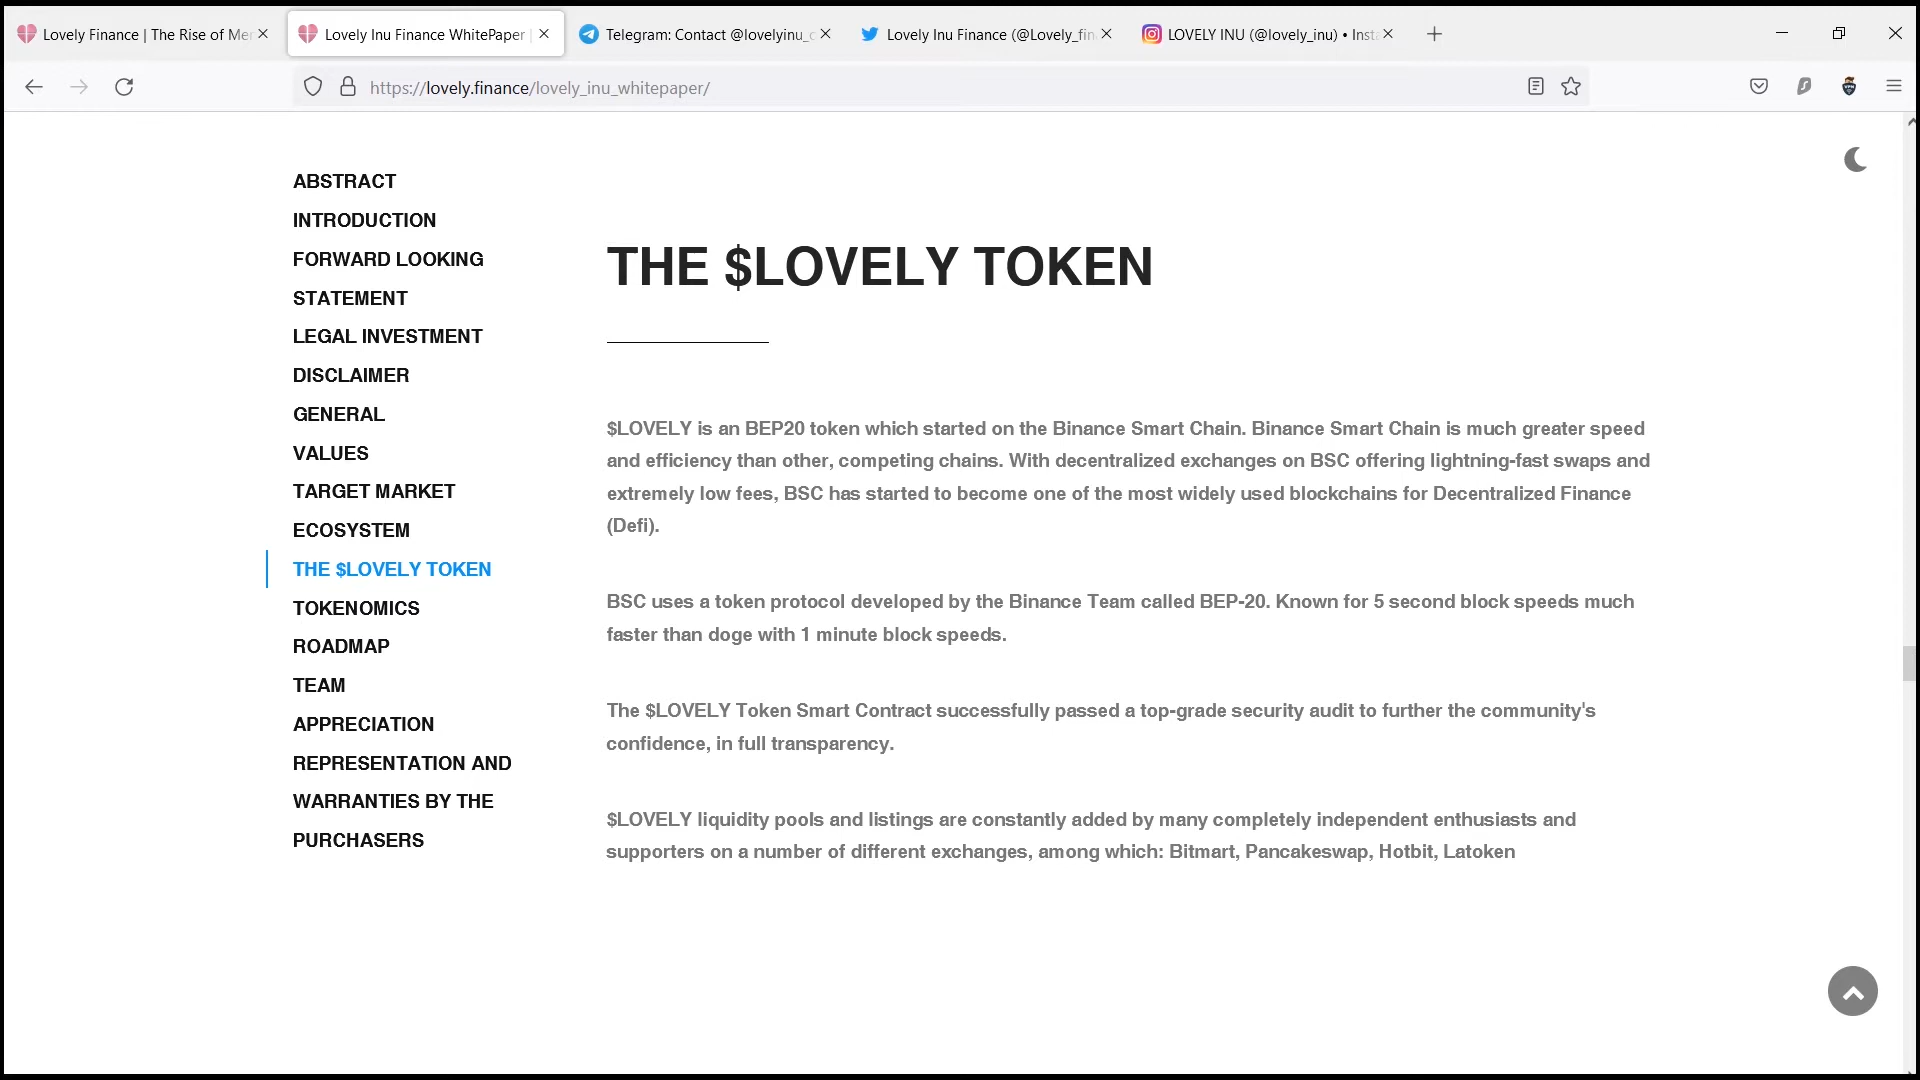 Lovely Finance | The Rise of Me
Lovely Inu Finance WhitePaper |
Telegram: Contact @lovelyinu_c
Lovely Inu Finance (@Lovely_fin
LOVELY INU (@lovely_inu) • Insta
https://lovely.finance/lovely_inu_whitepaper/
ABSTRACT
INTRODUCTION
FORWARD LOOKING
STATEMENT
LEGAL INVESTMENT
DISCLAIMER
GENERAL
VALUES
TARGET MARKET
ECOSYSTEM
THE $LOVELY TOKEN
TOKENOMICS
ROADMAP
TEAM
APPRECIATION
REPRESENTATION AND
WARRANTIES BY THE
PURCHASERS
THE $LOVELY TOKEN
$LOVELY is an BEP20 token which started on the Binance Smart Chain. Binance Smart Chain is much greater speed
and efficiency than other, competing chains. With decentralized exchanges on BSC offering lightning-fast swaps and
extremely low fees, BSC has started to become one of the most widely used blockchains for Decentralized Finance
(Defi).
BSC uses a token protocol developed by the Binance Team called BEP-20. Known for 5 second block speeds much
faster than doge with 1 minute block speeds.
The $LOVELY Token Smart Contract successfully passed a top-grade security audit to further the community's
confidence, in full transparency.
$LOVELY liquidity pools and listings are constantly added by many completely independent enthusiasts and
supporters on a number of different exchanges, among which: Bitmart, Pancakeswap, Hotbit, Latoken